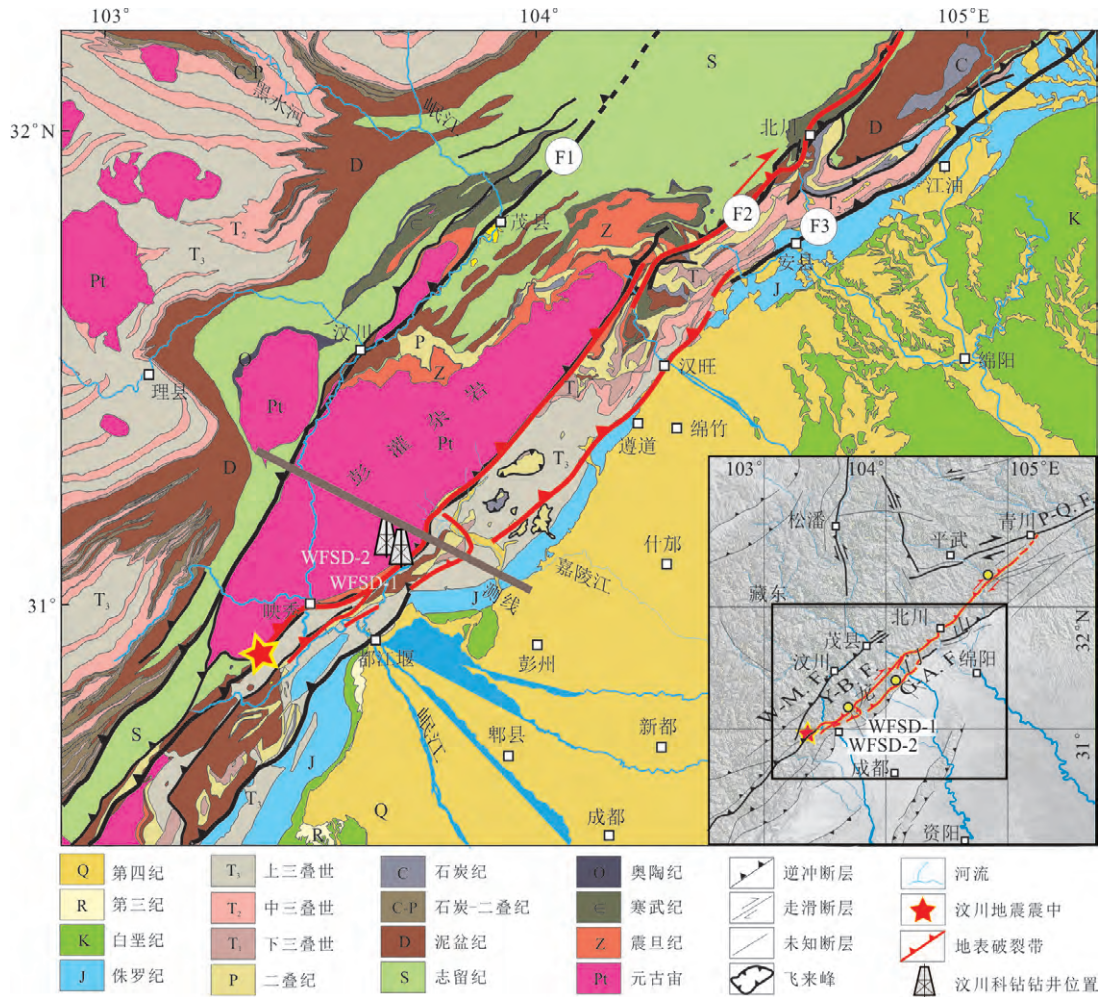 103°
104°
105°E
32°N
31°
C-P
黑水河
岷江
S
C
D
北川
F1
D
江油
T₂
K
F2
F3
茂县
安县
Z
T
J
T₂
T₃
Pt
汶川
P
Z
O
Pt
理县
彭灌杂岩
Pt
汉旺
绵阳
T₁
遵道
绵竹
T₃
D
WFSD-2
WFSD-1
什邡
嘉陵江
测线
J
T₃
映秀
都江堰
彭州
S
岷江
郫县
新都
J
T₃
Q
R
成都
103°
104°
105°E
松潘
青川
P.-Q. F.
平武
藏东
北川
32°N
茂县
汶川
绵阳
W.-M. F.
Y.-B. F.
G.-A. F.
龙
WFSD-1
WFSD-2
31°
成都
资阳
Q 第四纪
T₃ 上三叠世
C 石炭纪
O 奥陶纪
逆冲断层
河流
R 第三纪
T₂ 中三叠世
C-P 石炭-二叠纪
∈ 寒武纪
走滑断层
汶川地震震中
K 白垩纪
T₁ 下三叠世
D 泥盆纪
Z 震旦纪
未知断层
地表破裂带
J 侏罗纪
P 二叠纪
S 志留纪
Pt 元古宙
飞来峰
汶川科钻钻井位置